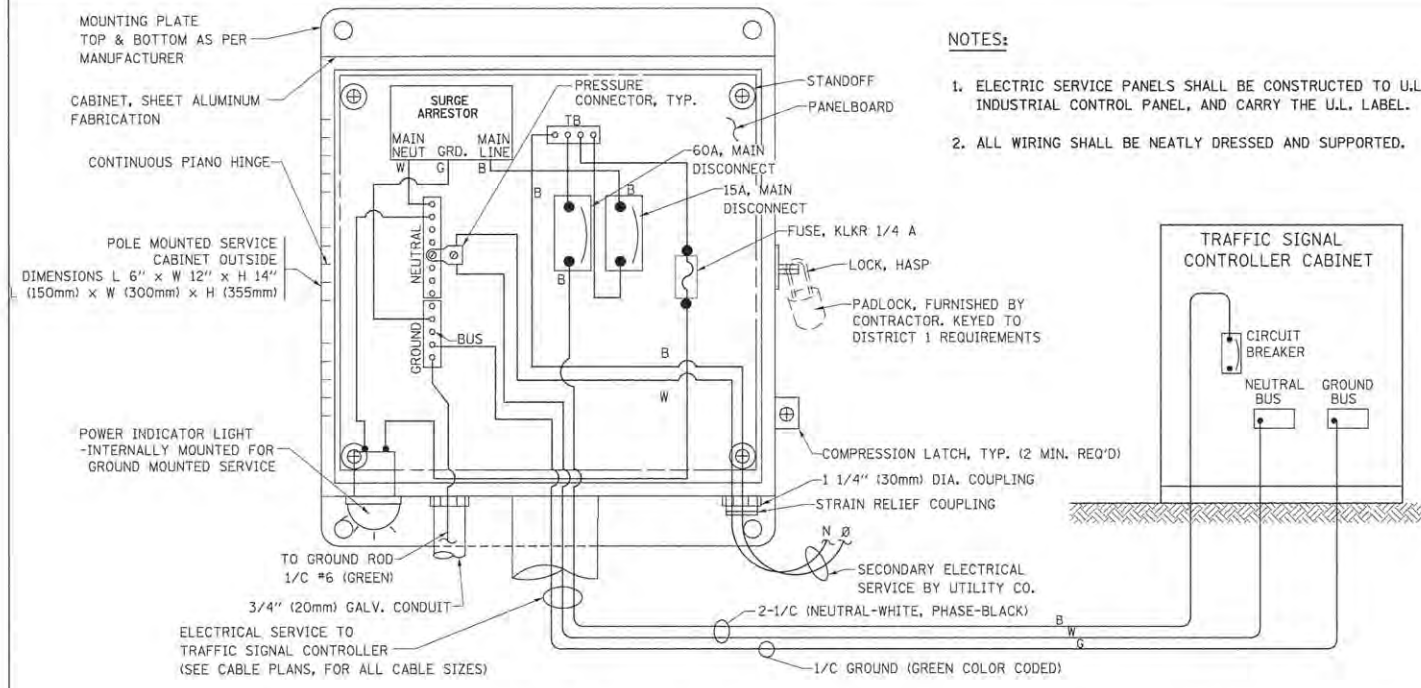 MOUNTING PLATE
TOP & BOTTOM AS PER
MANUFACTURER
CABINET, SHEET ALUMINUM
FABRICATION
CONTINUOUS PIANO HINGE
POLE MOUNTED SERVICE
CABINET OUTSIDE
DIMENSIONS L 6" x W 12" x H 14"
L (150mm) x W (300mm) x H (355mm)
POWER INDICATOR LIGHT
-INTERNALLY MOUNTED FOR
GROUND MOUNTED SERVICE
SURGE
ARRESTOR
MAIN NEUT
GRD.
MAIN LINE
W
G
B
NEUTRAL
GROUND
BUS
PRESSURE
CONNECTOR, TYP.
TB
B
B
B
B
W
STANDOFF
PANELBOARD
60A, MAIN
DISCONNECT
15A, MAIN
DISCONNECT
FUSE, KLKR 1/4 A
LOCK, HASP
PADLOCK, FURNISHED BY
CONTRACTOR. KEYED TO
DISTRICT 1 REQUIREMENTS
COMPRESSION LATCH, TYP. (2 MIN. REQ'D)
1 1/4" (30mm) DIA. COUPLING
STRAIN RELIEF COUPLING
N Ø
SECONDARY ELECTRICAL
SERVICE BY UTILITY CO.
TO GROUND ROD
1/C #6 (GREEN)
3/4" (20mm) GALV. CONDUIT
ELECTRICAL SERVICE TO
TRAFFIC SIGNAL CONTROLLER
(SEE CABLE PLANS, FOR ALL CABLE SIZES)
2-1/C (NEUTRAL-WHITE, PHASE-BLACK)
1/C GROUND (GREEN COLOR CODED)
B
W
G
NOTES:
1. ELECTRIC SERVICE PANELS SHALL BE CONSTRUCTED TO U.L
INDUSTRIAL CONTROL PANEL, AND CARRY THE U.L. LABEL.
2. ALL WIRING SHALL BE NEATLY DRESSED AND SUPPORTED.
TRAFFIC SIGNAL
CONTROLLER CABINET
CIRCUIT
BREAKER
NEUTRAL
BUS
GROUND
BUS